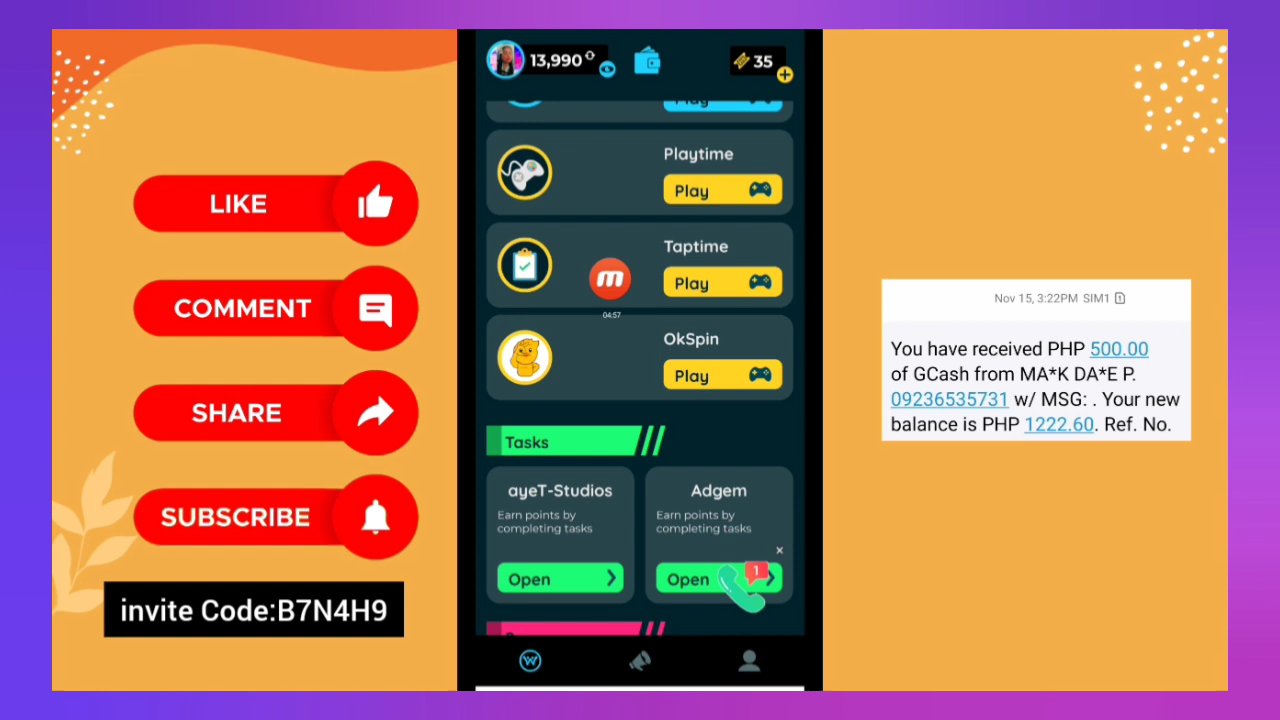 LIKE
COMMENT
SHARE
SUBSCRIBE
invite Code:B7N4H9
13,990
35
Playtime
Play
Taptime
Play
m
04:57
OkSpin
Play
Tasks
ayeT-Studios
Earn points by
completing tasks
Open
Adgem
Earn points by
completing tasks
Open
1
Nov 15, 3:22PM SIM1 1
You have received PHP 500.00
of GCash from MA*K DA*E P.
09236535731 w/ MSG: . Your new
balance is PHP 1222.60. Ref. No.